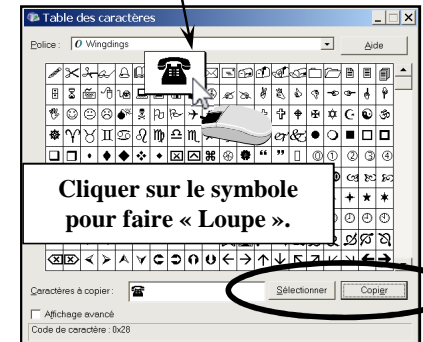 Table des caractères
Police : Wingdings Aide
Cliquer sur le symbole
pour faire « Loupe ».
Caractères à copier : Sélectionner Copier
Affichage avancé
Code de caractère : 0x28